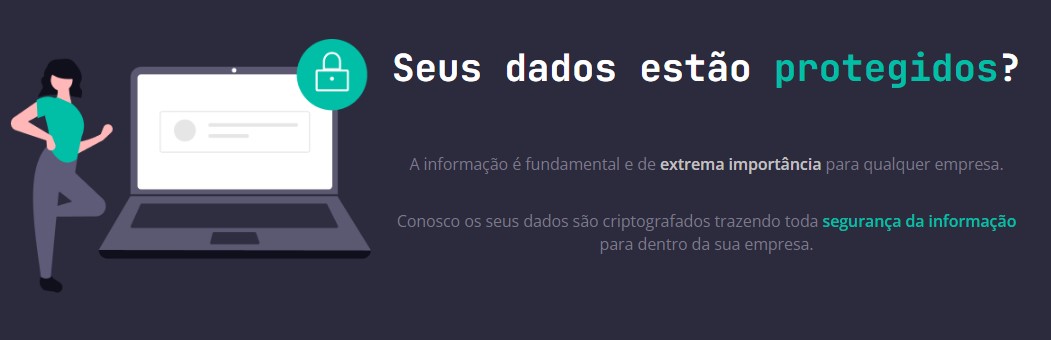 Seus dados estão protegidos?
A informação é fundamental e de extrema importância para qualquer empresa.
Conosco os seus dados são criptografados trazendo toda segurança da informação
para dentro da sua empresa.